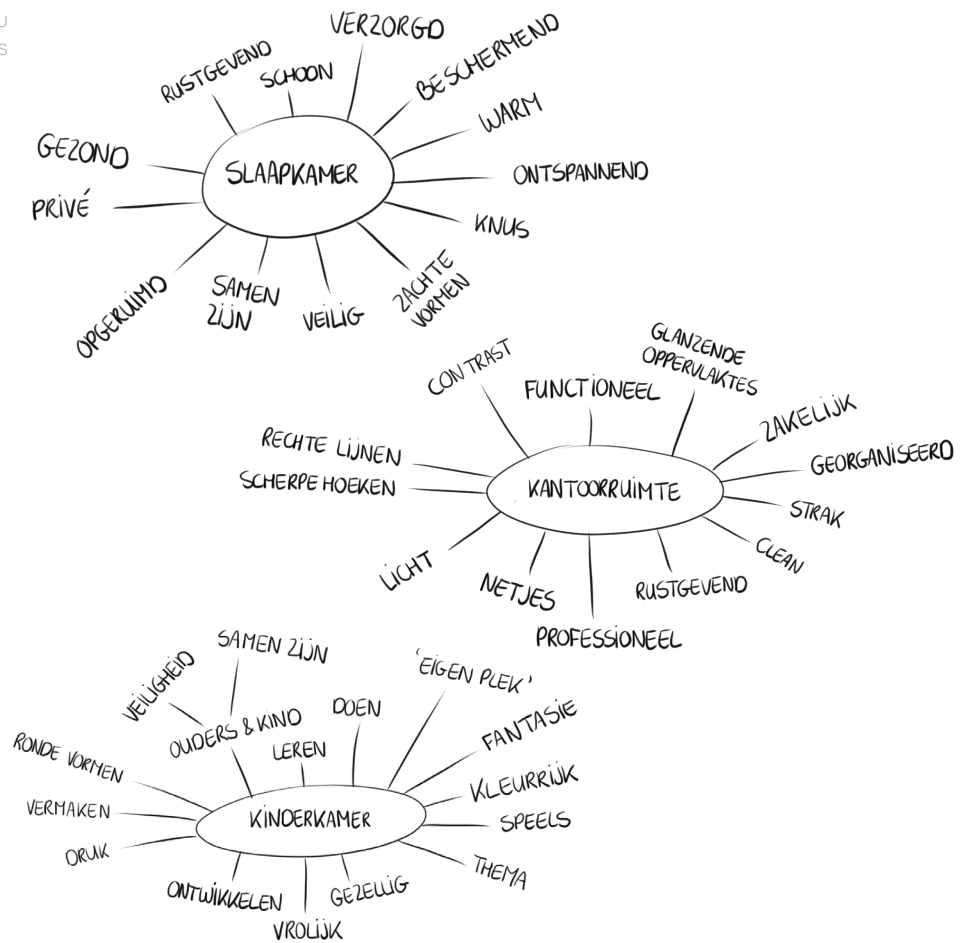 U
S
VERZORGD
RUSTGEVEND
SCHOON
BESCHERMEND
WARM
GEZOND
SLAAPKAMER
ONTSPANNEND
PRIVÉ
KNUS
OPGERUIMD
SAMEN
ZIJN
VEILIG
ZACHTE
VORMEN
CONTRAST
FUNCTIONEEL
GLANZENDE
OPPERVLAKTES
ZAKELIJK
RECHTE LIJNEN
GEORGANISEERD
SCHERPE HOEKEN
KANTOORRUIMTE
STRAK
LICHT
CLEAN
NETJES
RUSTGEVEND
PROFESSIONEEL
SAMEN ZIJN
VEILIGHEID
'EIGEN PLEK'
OUDERS & KIND
DOEN
FANTASIE
LEREN
RONDE VORMEN
KLEURRIJK
VERMAKEN
KINDERKAMER
SPEELS
DRUK
THEMA
ONTWIKKELEN
GEZELLIG
VROLIJK